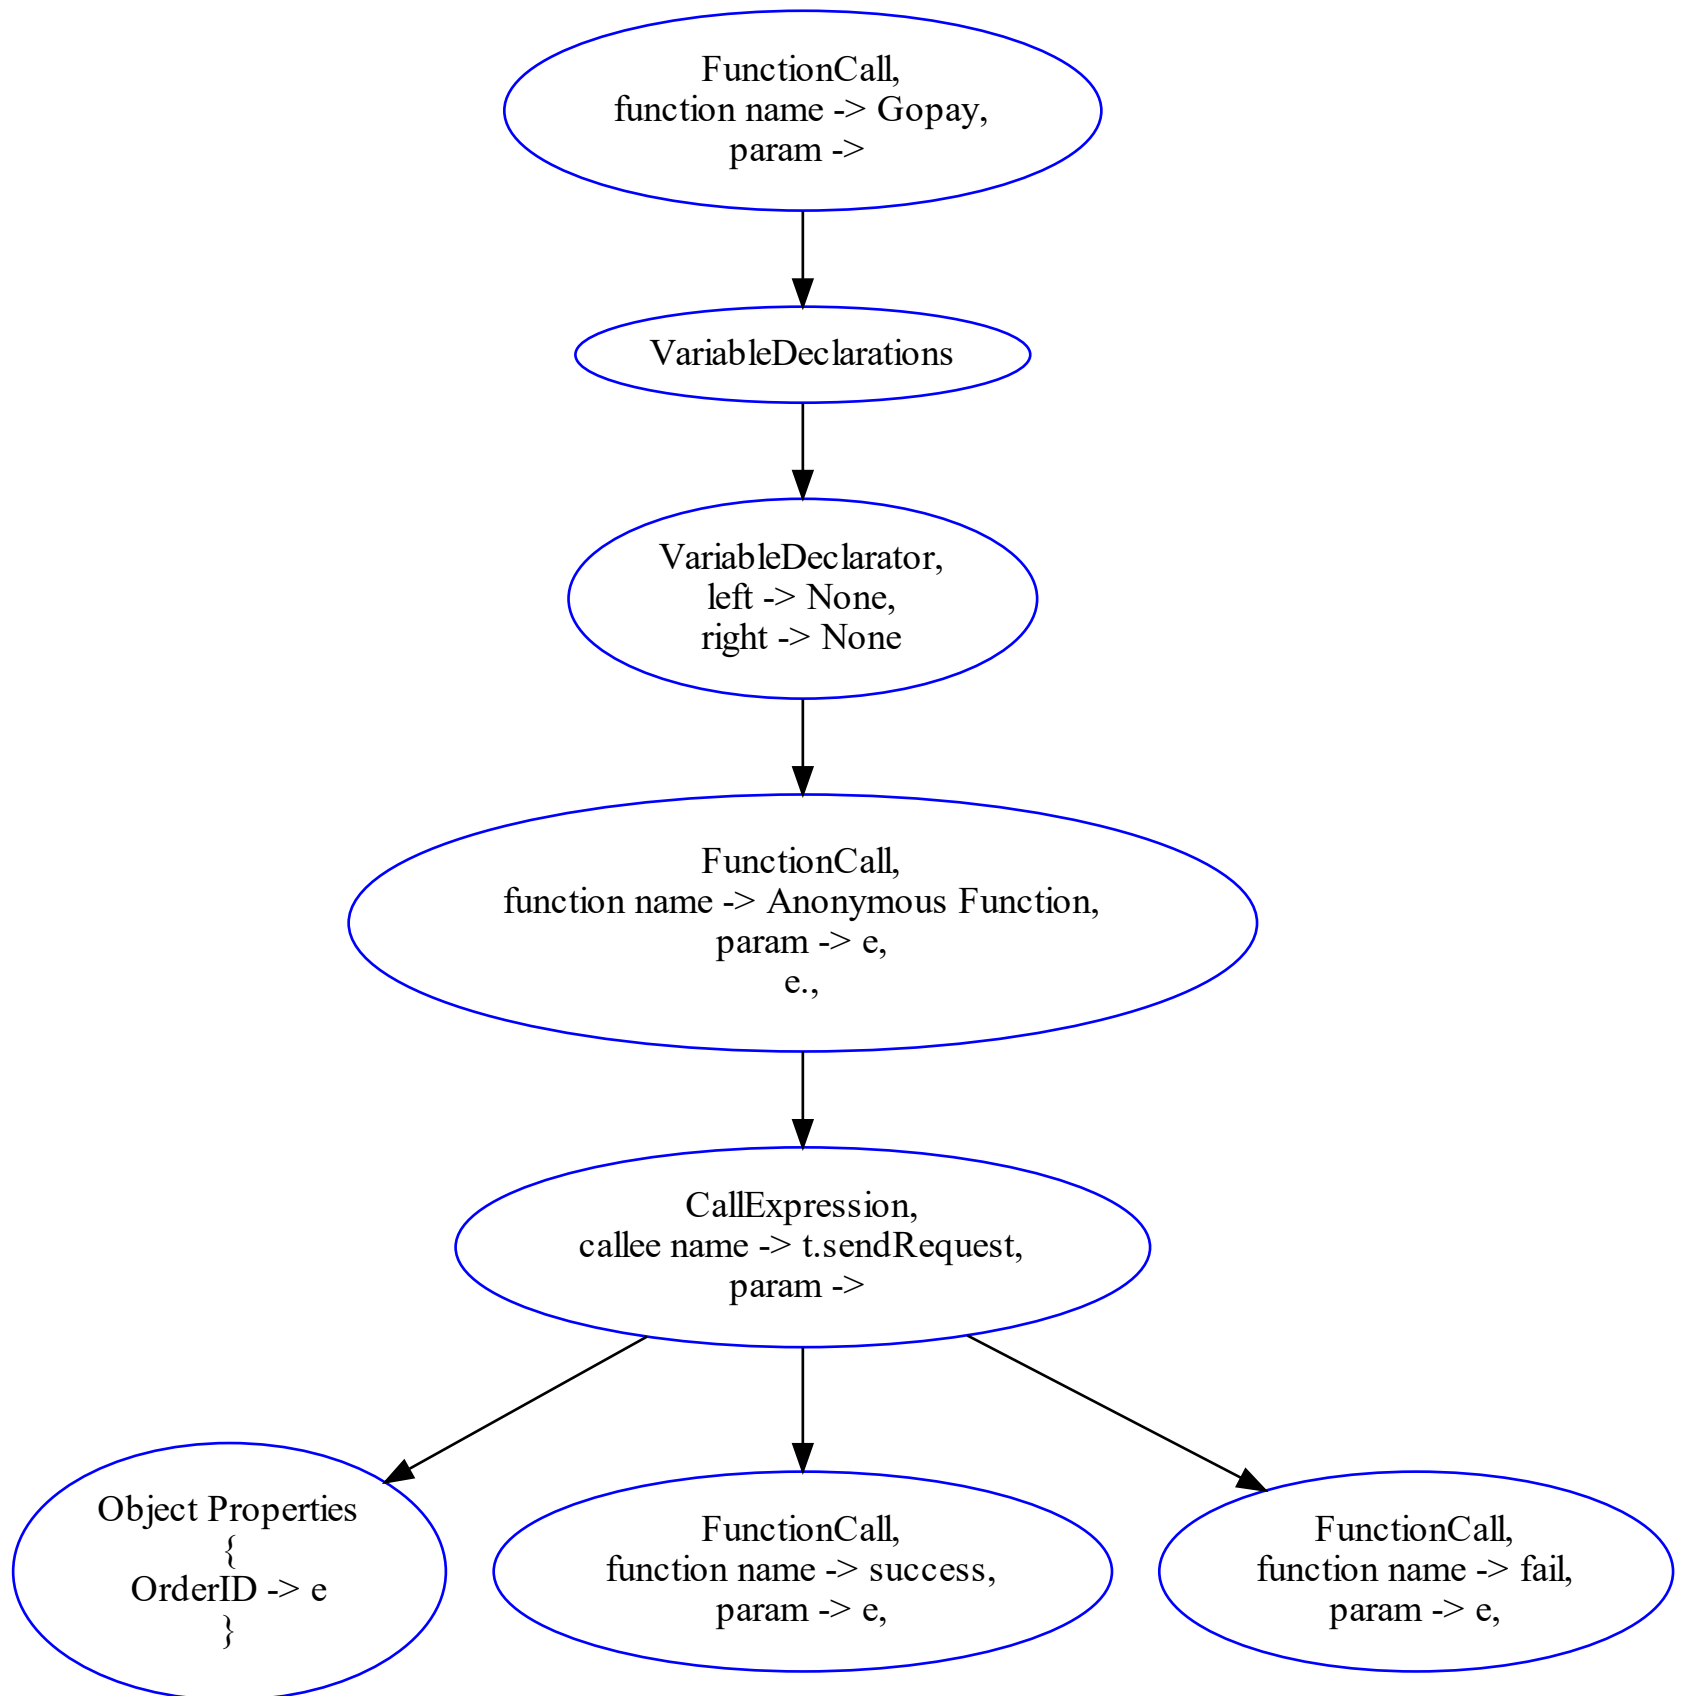 FunctionCall,
function name -> Gopay,
param ->
VariableDeclarations
VariableDeclarator,
left -> None,
right -> None
FunctionCall,
function name -> Anonymous Function,
param -> e,
e.,
CallExpression,
callee name -> t.sendRequest,
param ->
Object Properties
{
OrderID -> e
}
FunctionCall,
function name -> success,
param -> e,
FunctionCall,
function name -> fail,
param -> e,